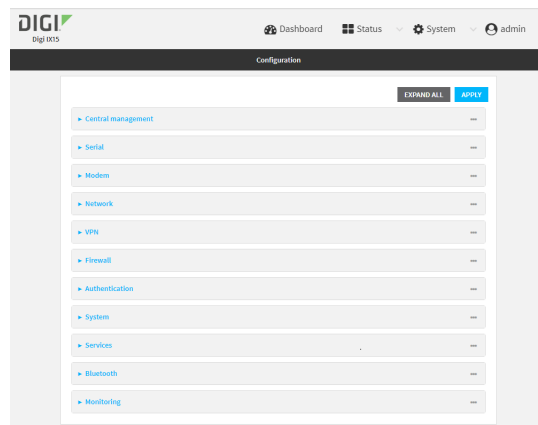 DIGI
Digi IX15
Dashboard Status System admin
Configuration
EXPAND ALL APPLY
Central management
Serial
Modem
Network
VPN
Firewall
Authentication
System
Services
Bluetooth
Monitoring